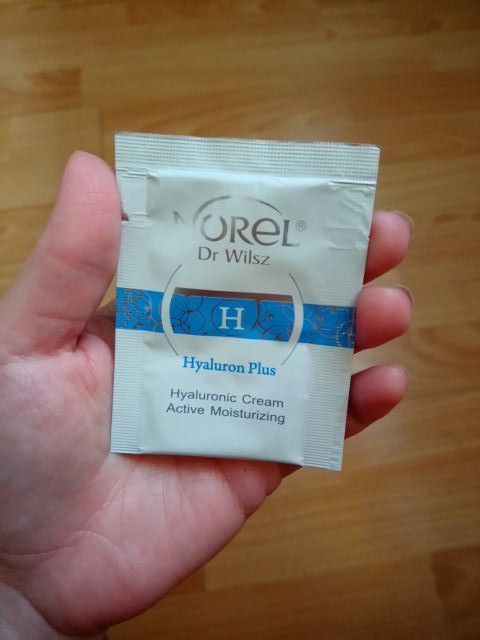 NOREL®
Dr Wilsz
H
Hyaluron Plus
Hyaluronic Cream
Active Moisturizing